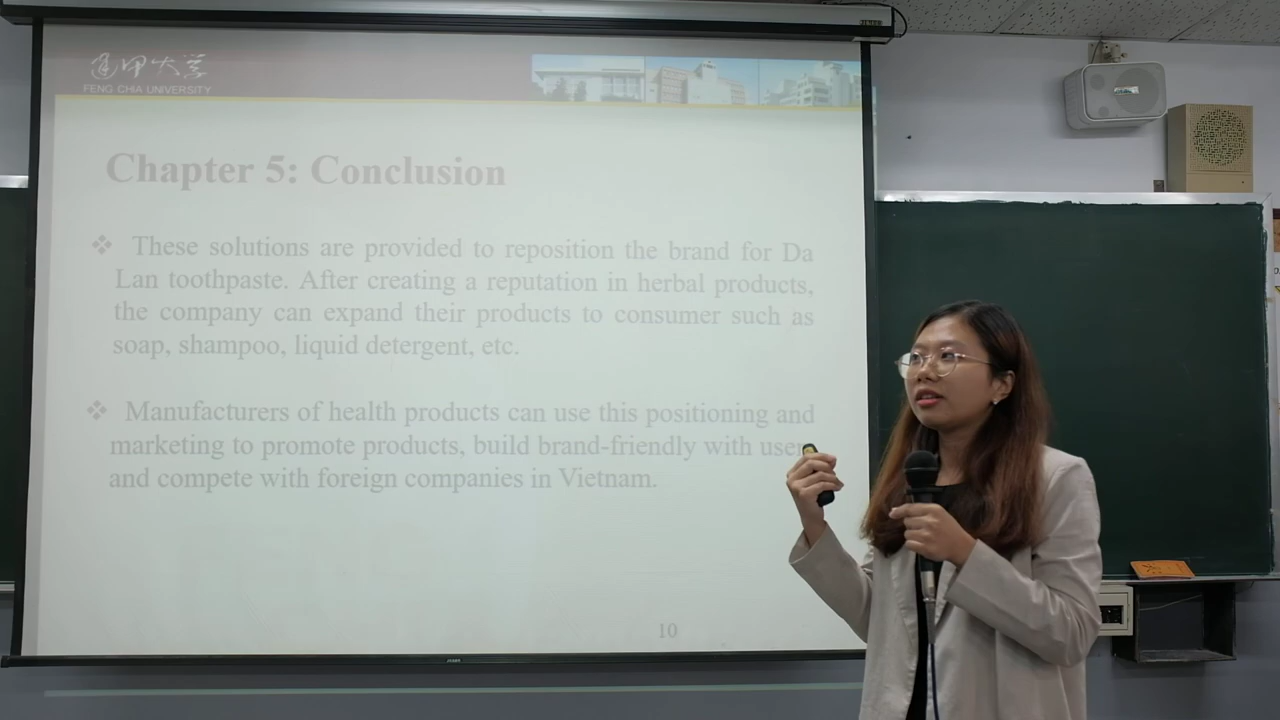 逢甲大學
FENG CHIA UNIVERSITY
Chapter 5: Conclusion
❖ These solutions are provided to reposition the brand for Da
Lan toothpaste. After creating a reputation in herbal products,
the company can expand their products to consumer such as
soap, shampoo, liquid detergent, etc.
❖ Manufacturers of health products can use this positioning and
marketing to promote products, build brand-friendly with user
and compete with foreign companies in Vietnam.
10